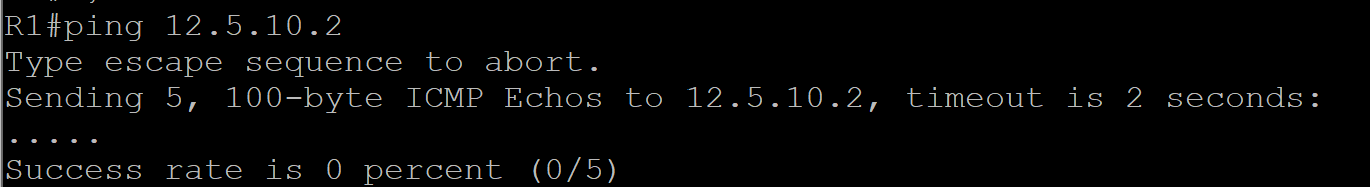 R1#ping 12.5.10.2
Type escape sequence to abort.
Sending 5, 100-byte ICMP Echos to 12.5.10.2, timeout is 2 seconds:
.....
Success rate is 0 percent (0/5)